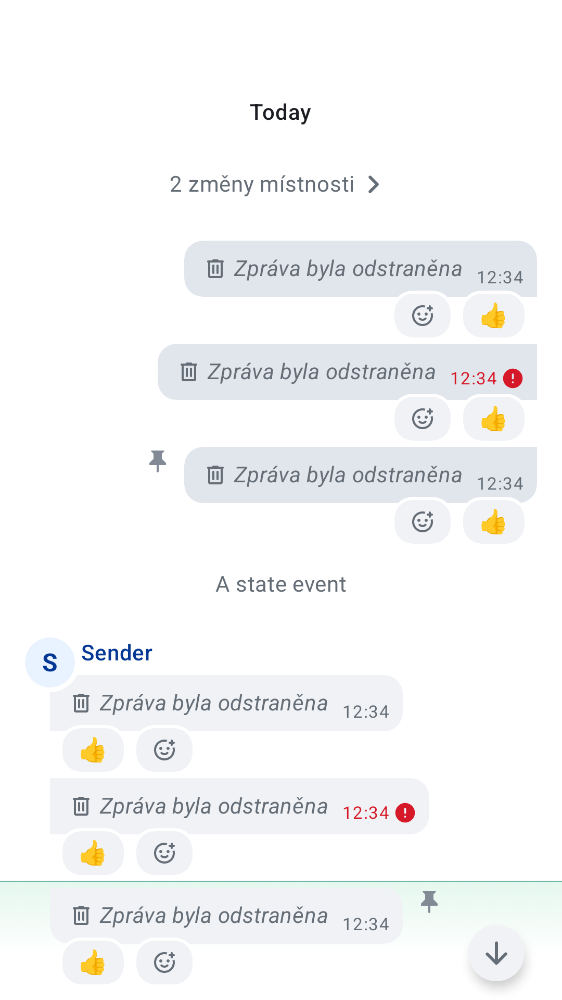 Today
2 změny místnosti
Zpráva byla odstraněna 12:34
👍
Zpráva byla odstraněna 12:34
👍
Zpráva byla odstraněna 12:34
👍
A state event
S Sender
Zpráva byla odstraněna 12:34
👍
Zpráva byla odstraněna 12:34
👍
Zpráva byla odstraněna 12:34
👍